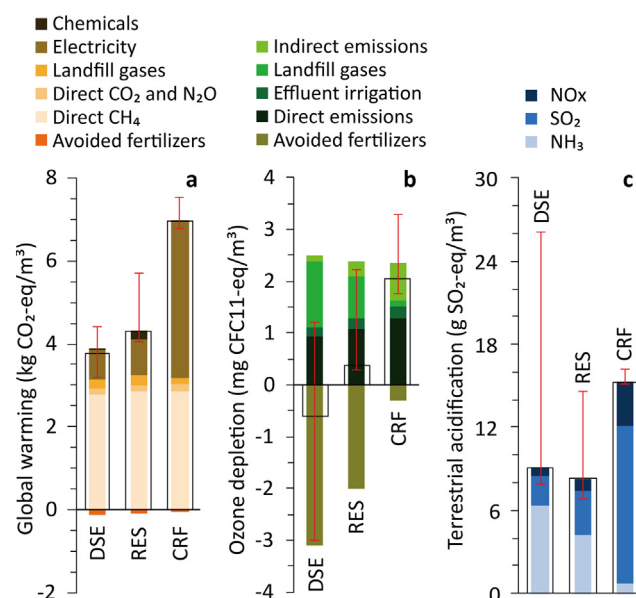 Chemicals
Electricity
Landfill gases
Direct CO₂ and N₂O
Direct CH₄
Avoided fertilizers
Indirect emissions
Landfill gases
Effluent irrigation
Direct emissions
Avoided fertilizers
NOx
SO₂
NH₃
a
Global warming (kg CO₂-eq/m³)
8
6
4
2
0
-2
DSE
RES
CRF
b
Ozone depletion (mg CFC11-eq/m³)
4
3
2
1
0
-1
-2
-3
-4
DSE
RES
CRF
c
Terrestrial acidification (g SO₂-eq/m³)
30
24
18
12
6
0
DSE
RES
CRF